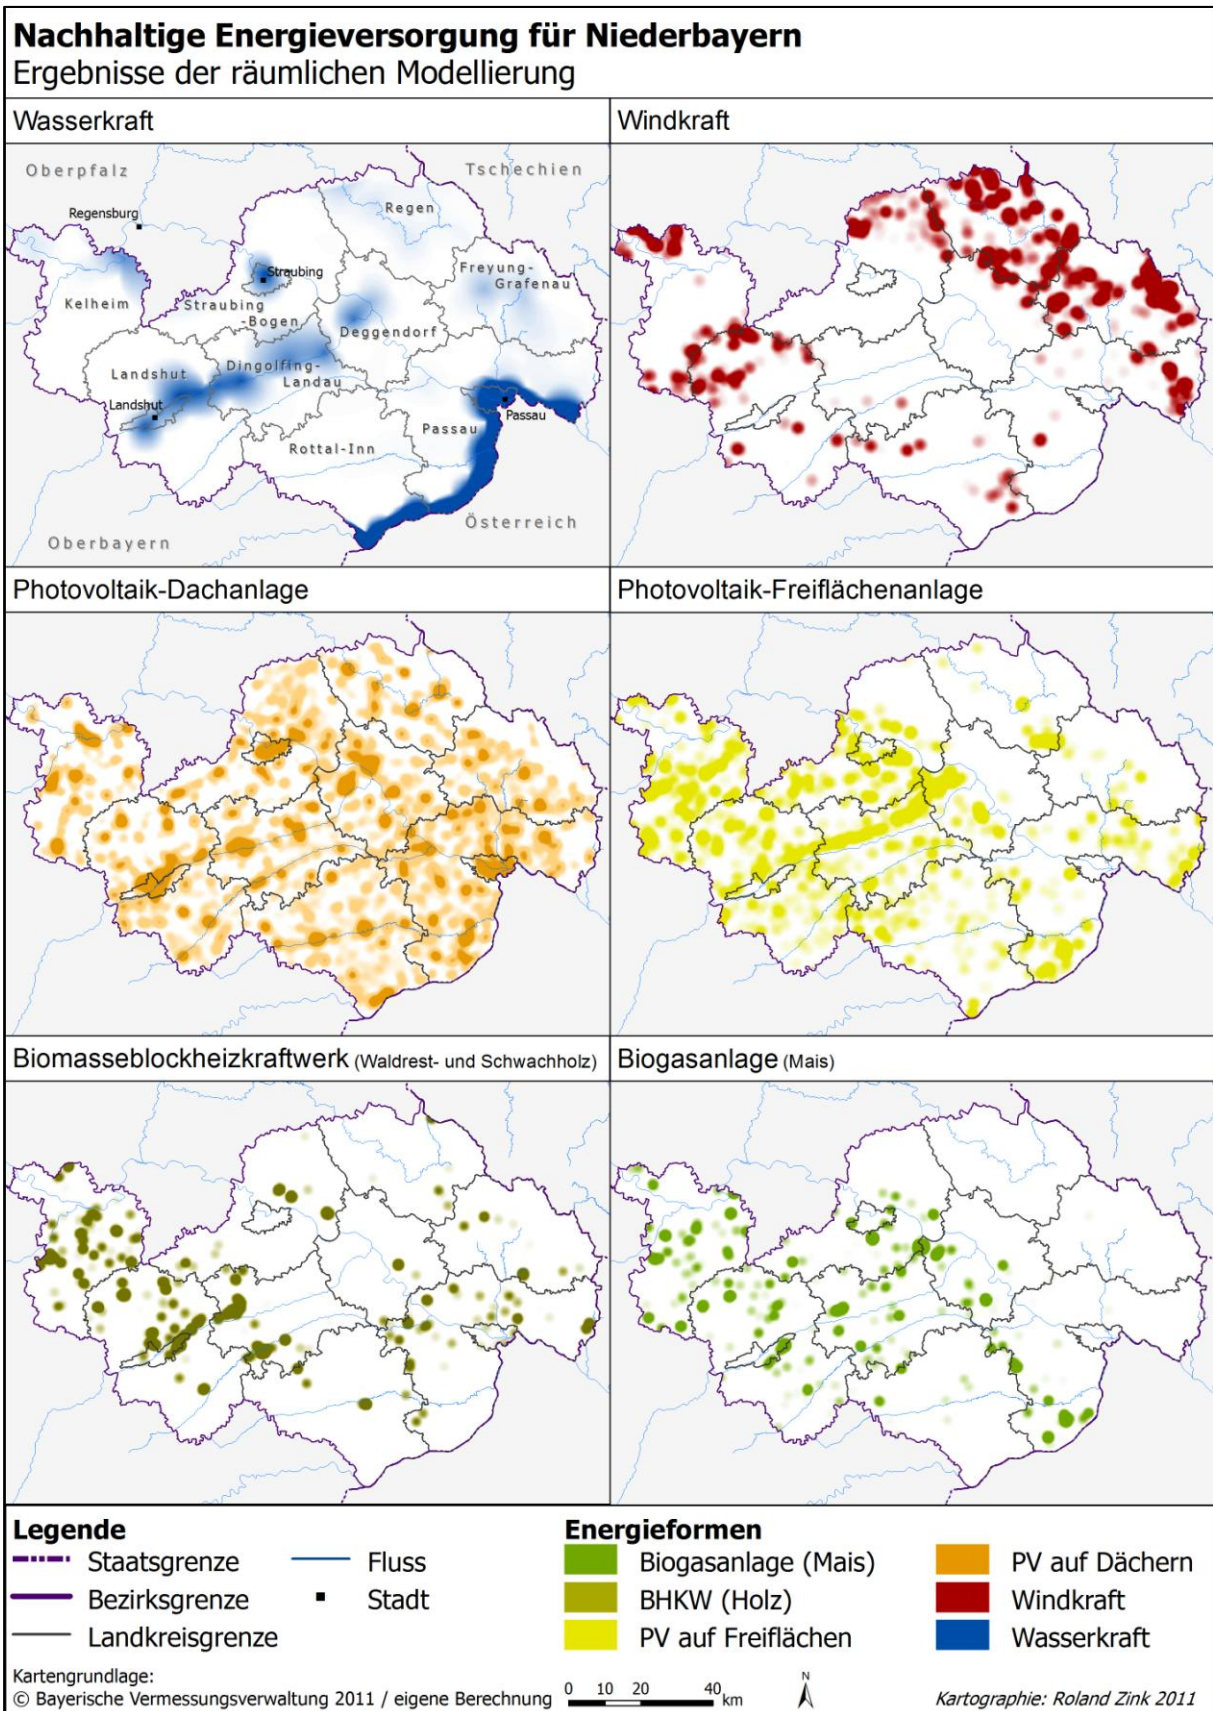 Nachhaltige Energieversorgung für Niederbayern
Ergebnisse der räumlichen Modellierung
Wasserkraft
Oberpfalz
Tschechien
Regensburg
Regen
Straubing
Freyung-
Grafenau
Kelheim
Straubing
-Bogen
Deggendorf
Landshut
Dingolfing-
Landau
Landshut
Passau
Passau
Rottal-Inn
Österreich
Oberbayern
Windkraft
Photovoltaik-Dachanlage
Photovoltaik-Freiflächenanlage
Biomasseblockheizkraftwerk (Waldrest- und Schwachholz)
Biogasanlage (Mais)
Legende
Staatsgrenze
Bezirksgrenze
Landkreisgrenze
Fluss
Stadt
Energieformen
Biogasanlage (Mais)
BHKW (Holz)
PV auf Freiflächen
PV auf Dächern
Windkraft
Wasserkraft
Kartengrundlage:
© Bayerische Vermessungsverwaltung 2011 / eigene Berechnung
0 10 20 40 km
N
Kartographie: Roland Zink 2011